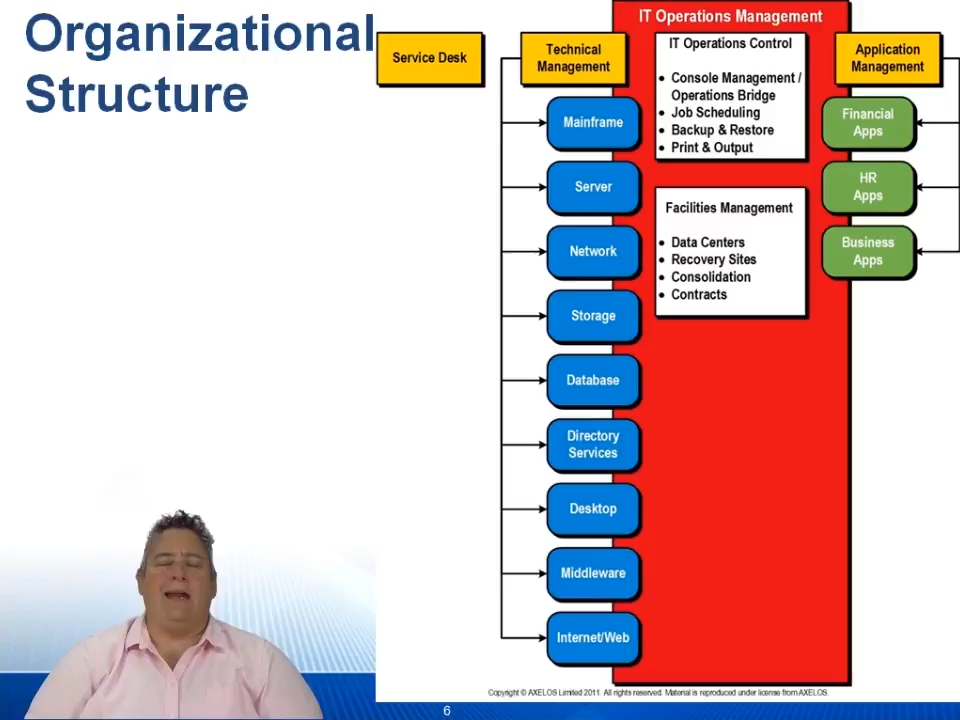 Organizational
Structure
Service Desk
Technical
Management
Mainframe
Server
Network
Storage
Database
Directory
Services
Desktop
Middleware
Internet/Web
IT Operations Management
IT Operations Control
• Console Management /
Operations Bridge
• Job Scheduling
• Backup & Restore
• Print & Output
Facilities Management
• Data Centers
• Recovery Sites
• Consolidation
• Contracts
Application
Management
Financial
Apps
HR
Apps
Business
Apps
Copyright © AXELOS Limited 2011. All rights reserved. Material is reproduced under license from AXELOS.
6